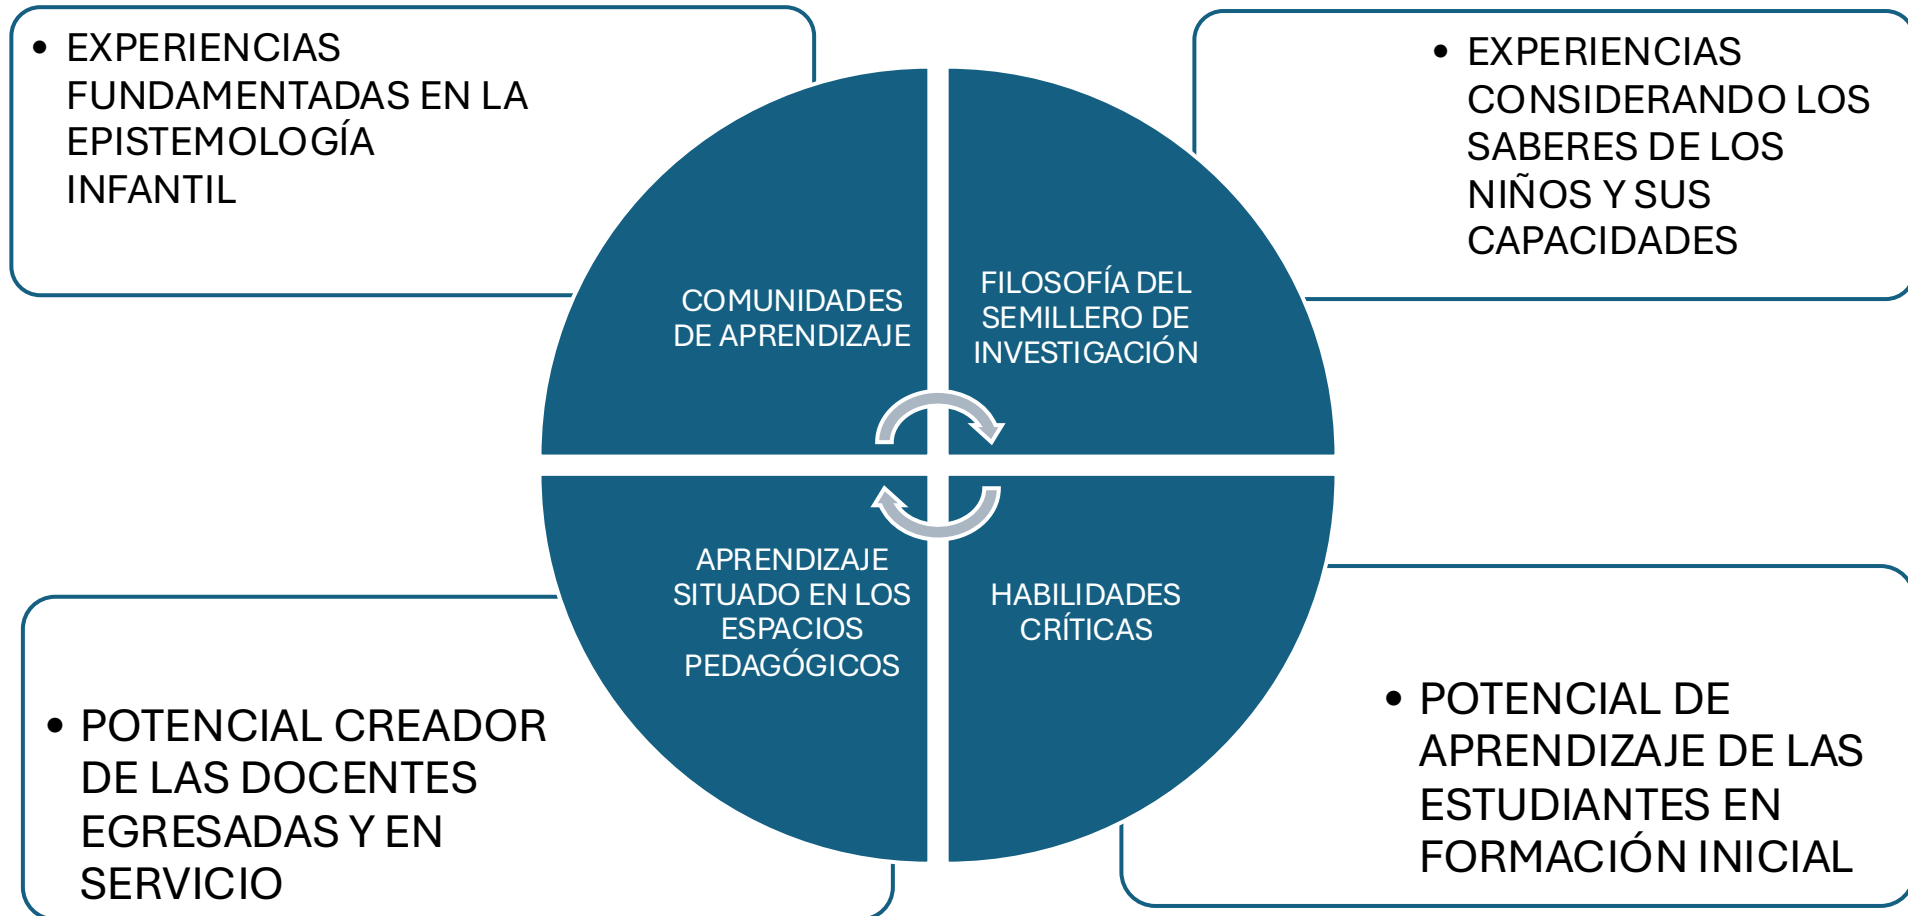 • EXPERIENCIAS
FUNDAMENTADAS EN LA
EPISTEMOLOGÍA
INFANTIL
• EXPERIENCIAS
CONSIDERANDO LOS
SABERES DE LOS
NIÑOS Y SUS
CAPACIDADES
COMUNIDADES
DE APRENDIZAJE
FILOSOFÍA DEL
SEMILLERO DE
INVESTIGACIÓN
APRENDIZAJE
SITUADO EN LOS
ESPACIOS
PEDAGÓGICOS
HABILIDADES
CRÍTICAS
• POTENCIAL CREADOR
DE LAS DOCENTES
EGRESADAS Y EN
SERVICIO
• POTENCIAL DE
APRENDIZAJE DE LAS
ESTUDIANTES EN
FORMACIÓN INICIAL